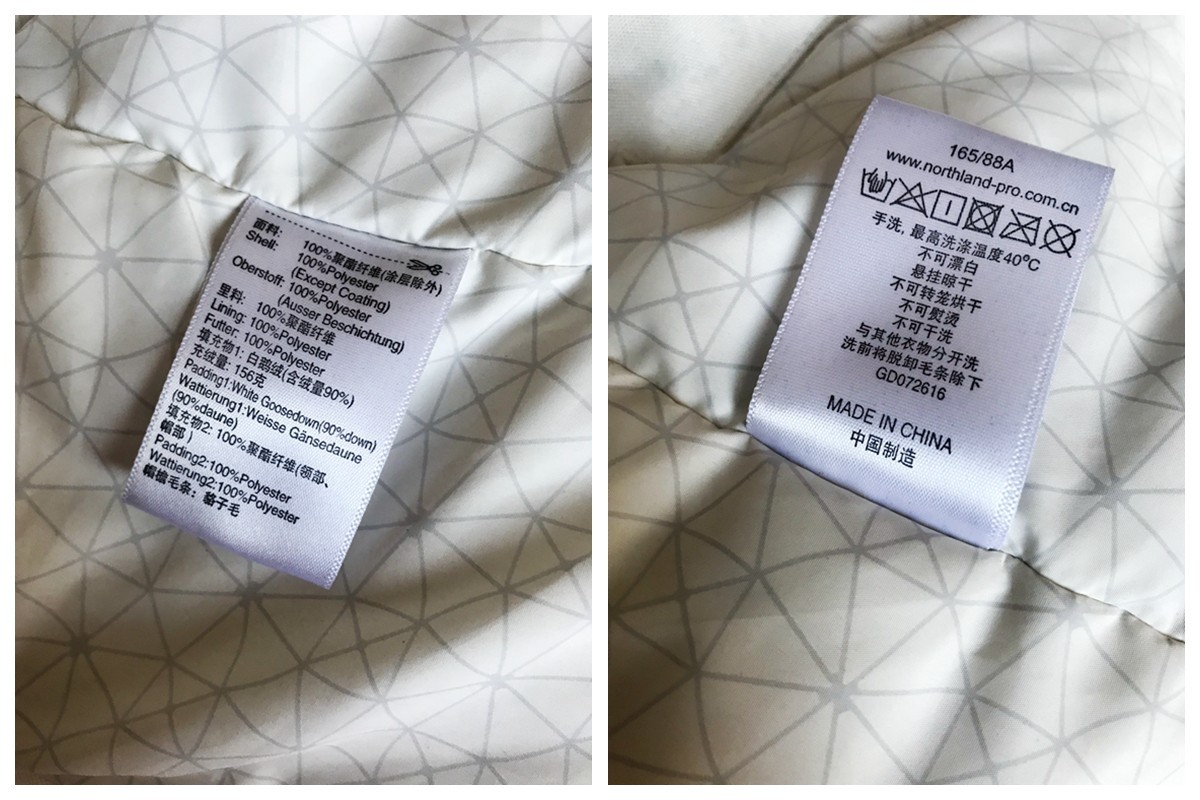 面料: 100%聚酯纤维(涂层除外)
Shell: 100%Polyester
(Except Coating)
Oberstoff: 100%Polyester
(Ausser Beschichtung)
里料: 100%聚酯纤维
Lining: 100%Polyester
Futter: 100%Polyester
填充物1: 白鹅绒(含绒量90%)
充绒量: 156克
Padding1:White Goosedown(90%down)
Wattierung1:Weisse Gänsedaune
(90%daune)
填充物2: 100%聚酯纤维(领部、
帽部)
Padding2:100%Polyester
Wattierung2:100%Polyester
帽檐毛条: 貉子毛
165/88A
www.northland-pro.com.cn
手洗, 最高洗涤温度40°C
不可漂白
悬挂晾干
不可转笼烘干
不可熨烫
不可干洗
与其他衣物分开洗
洗前将脱卸毛条除下
GD072616
MADE IN CHINA
中国制造